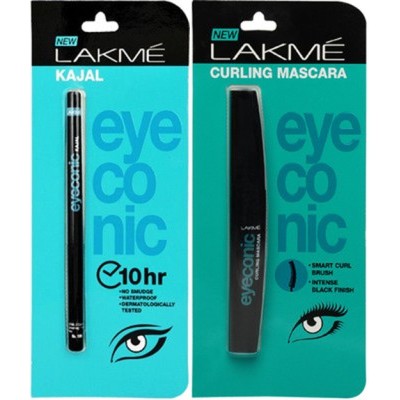 NEW
LAKMÉ
KAJAL
eye
co
nic
eyeconic
KAJAL
10hr
• NO SMUDGE
• WATERPROOF
• DERMATOLOGICALLY
TESTED
NEW
LAKMÉ
CURLING MASCARA
eye
co
nic
LAKMÉ
eyeconic
CURLING MASCARA
• SMART CURL
BRUSH
• INTENSE
BLACK FINISH